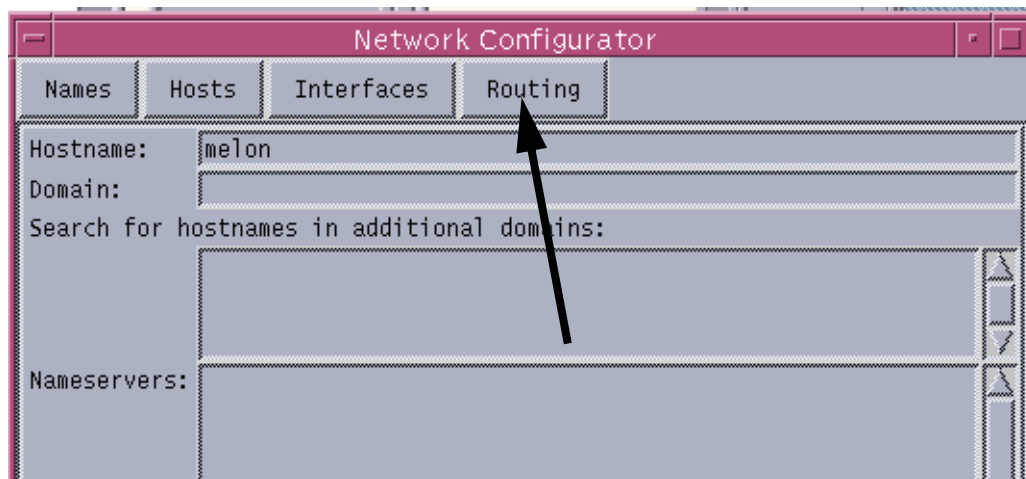 Network Configurator
Names Hosts Interfaces Routing
Hostname: melon
Domain:
Search for hostnames in additional domains:
Nameservers: